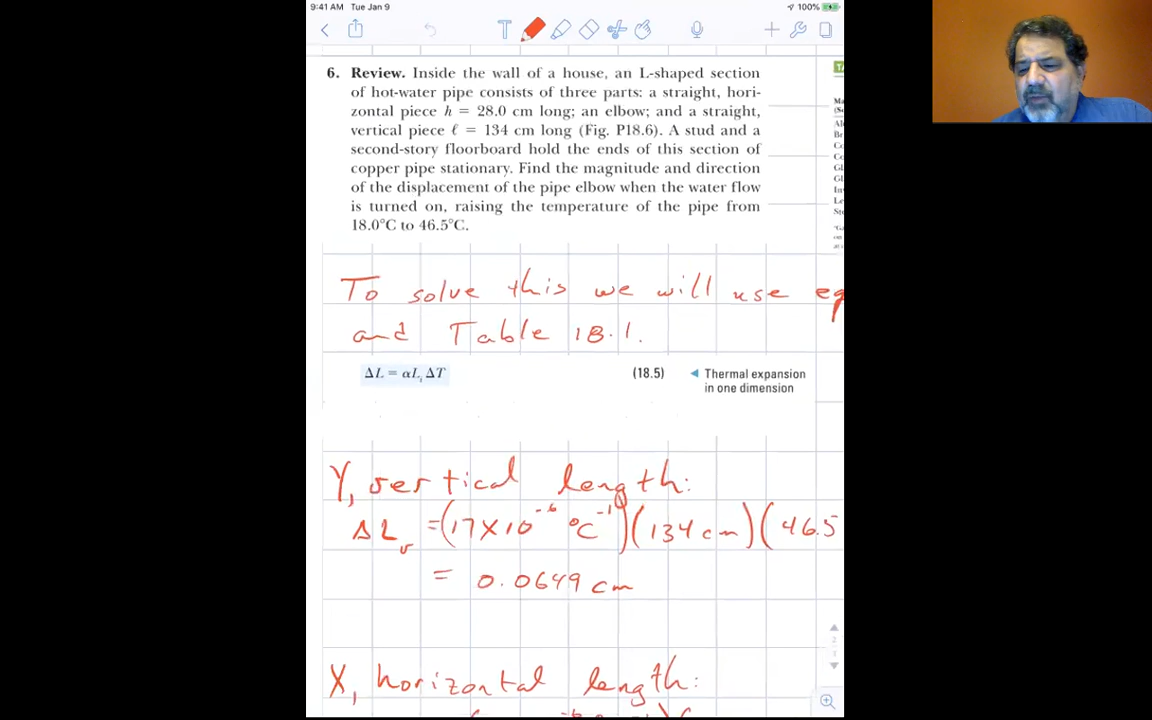 9:41 AM Tue Jan 9
100%
6. Review. Inside the wall of a house, an L-shaped section
of hot-water pipe consists of three parts: a straight, hori-
zontal piece h = 28.0 cm long; an elbow; and a straight,
vertical piece ℓ = 134 cm long (Fig. P18.6). A stud and a
second-story floorboard hold the ends of this section of
copper pipe stationary. Find the magnitude and direction
of the displacement of the pipe elbow when the water flow
is turned on, raising the temperature of the pipe from
18.0°C to 46.5°C.
To solve this we will use eq
and Table 18.1.
ΔL = αLᵢ ΔT (18.5) ◀ Thermal expansion
in one dimension
Y, vertical length:
ΔLᵥ = (17×10⁻⁶ °C⁻¹)(134 cm)(46.5
= 0.0649 cm
X, horizontal length: